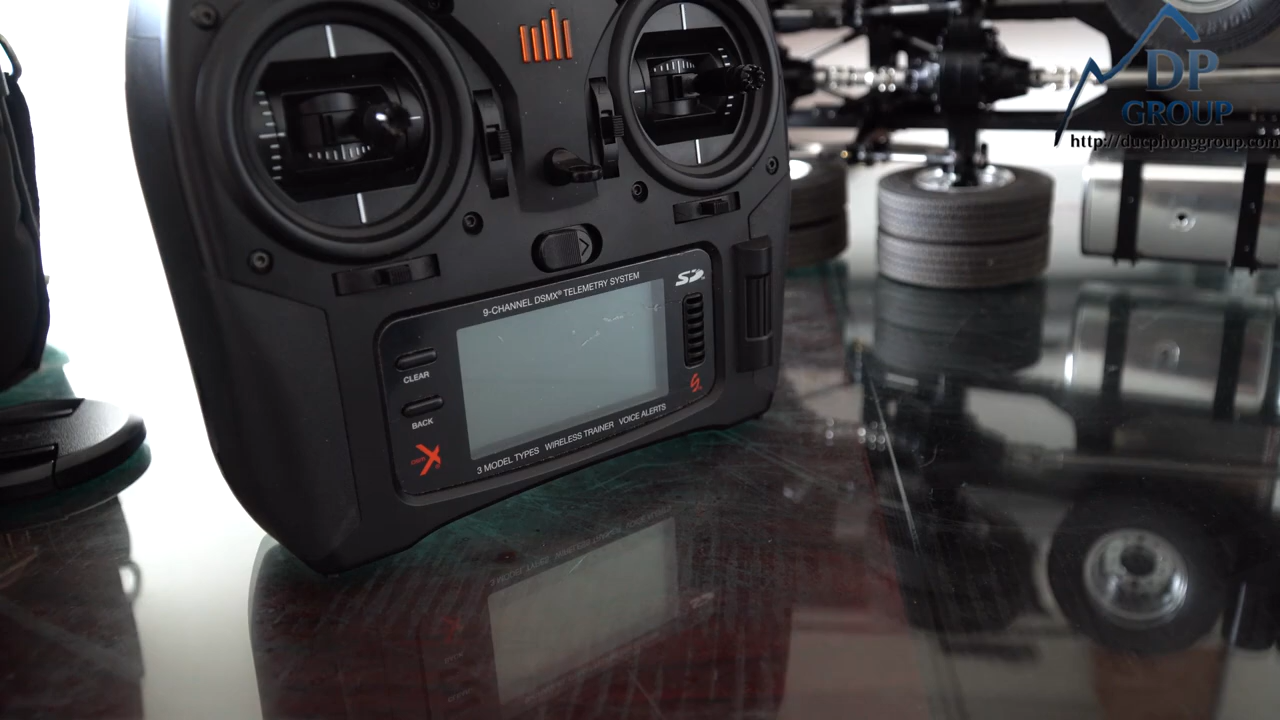 DP
GROUP
http://ducphonggroup.com
9-CHANNEL DSMX® TELEMETRY SYSTEM
SD
CLEAR
BACK
X
3 MODEL TYPES WIRELESS TRAINER VOICE ALERTS